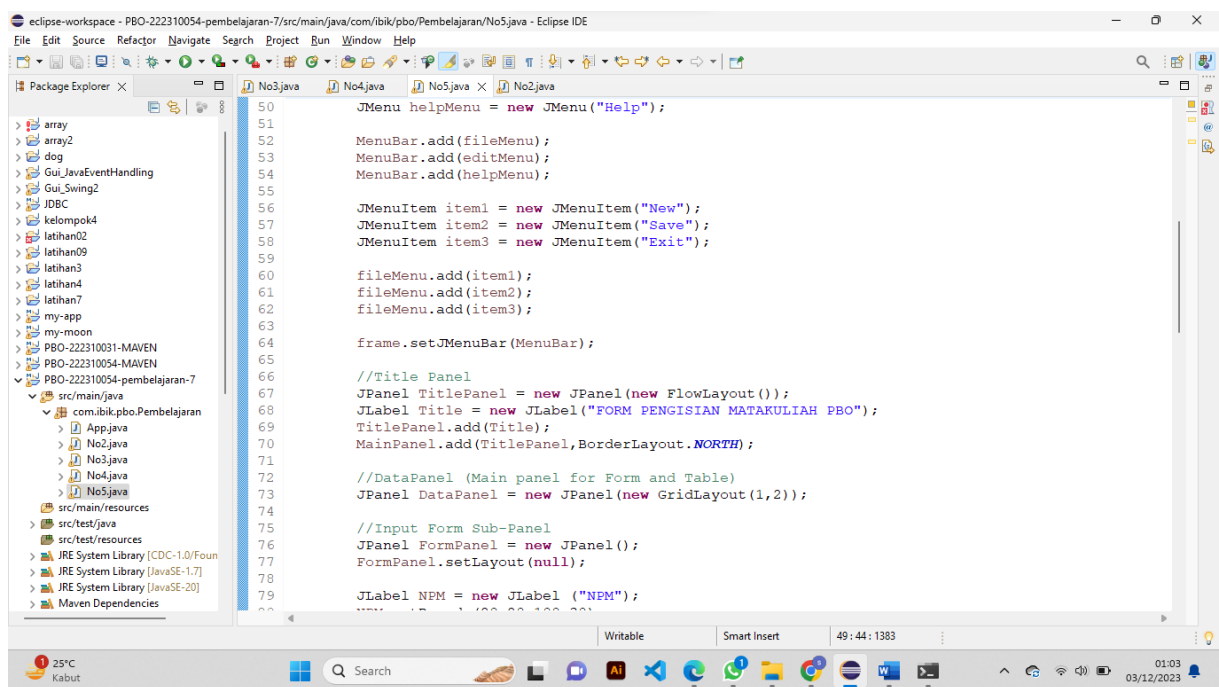 eclipse-workspace - PBO-222310054-pembelajaran-7/src/main/java/com/ibik/pbo/Pembelajaran/No5.java - Eclipse IDE
File Edit Source Refactor Navigate Search Project Run Window Help
Package Explorer
No3.java No4.java No5.java No2.java
array
array2
dog
Gui_JavaEventHandling
Gui_Swing2
JDBC
kelompok4
latihan02
latihan09
latihan3
latihan4
latihan7
my-app
my-moon
PBO-222310031-MAVEN
PBO-222310054-MAVEN
PBO-222310054-pembelajaran-7
src/main/java
com.ibik.pbo.Pembelajaran
App.java
No2.java
No3.java
No4.java
No5.java
src/main/resources
src/test/java
src/test/resources
JRE System Library [CDC-1.0/Foun
JRE System Library [JavaSE-1.7]
JRE System Library [JavaSE-20]
Maven Dependencies
50 JMenu helpMenu = new JMenu("Help");
51
52 MenuBar.add(fileMenu);
53 MenuBar.add(editMenu);
54 MenuBar.add(helpMenu);
55
56 JMenuItem item1 = new JMenuItem("New");
57 JMenuItem item2 = new JMenuItem("Save");
58 JMenuItem item3 = new JMenuItem("Exit");
59
60 fileMenu.add(item1);
61 fileMenu.add(item2);
62 fileMenu.add(item3);
63
64 frame.setJMenuBar(MenuBar);
65
66 //Title Panel
67 JPanel TitlePanel = new JPanel(new FlowLayout());
68 JLabel Title = new JLabel("FORM PENGISIAN MATAKULIAH PBO");
69 TitlePanel.add(Title);
70 MainPanel.add(TitlePanel,BorderLayout.NORTH);
71
72 //DataPanel (Main panel for Form and Table)
73 JPanel DataPanel = new JPanel(new GridLayout(1,2));
74
75 //Input Form Sub-Panel
76 JPanel FormPanel = new JPanel();
77 FormPanel.setLayout(null);
78
79 JLabel NPM = new JLabel ("NPM");
Writable Smart Insert 49 : 44 : 1383
1
25°C
Kabut
Search
Ai
01:03
03/12/2023